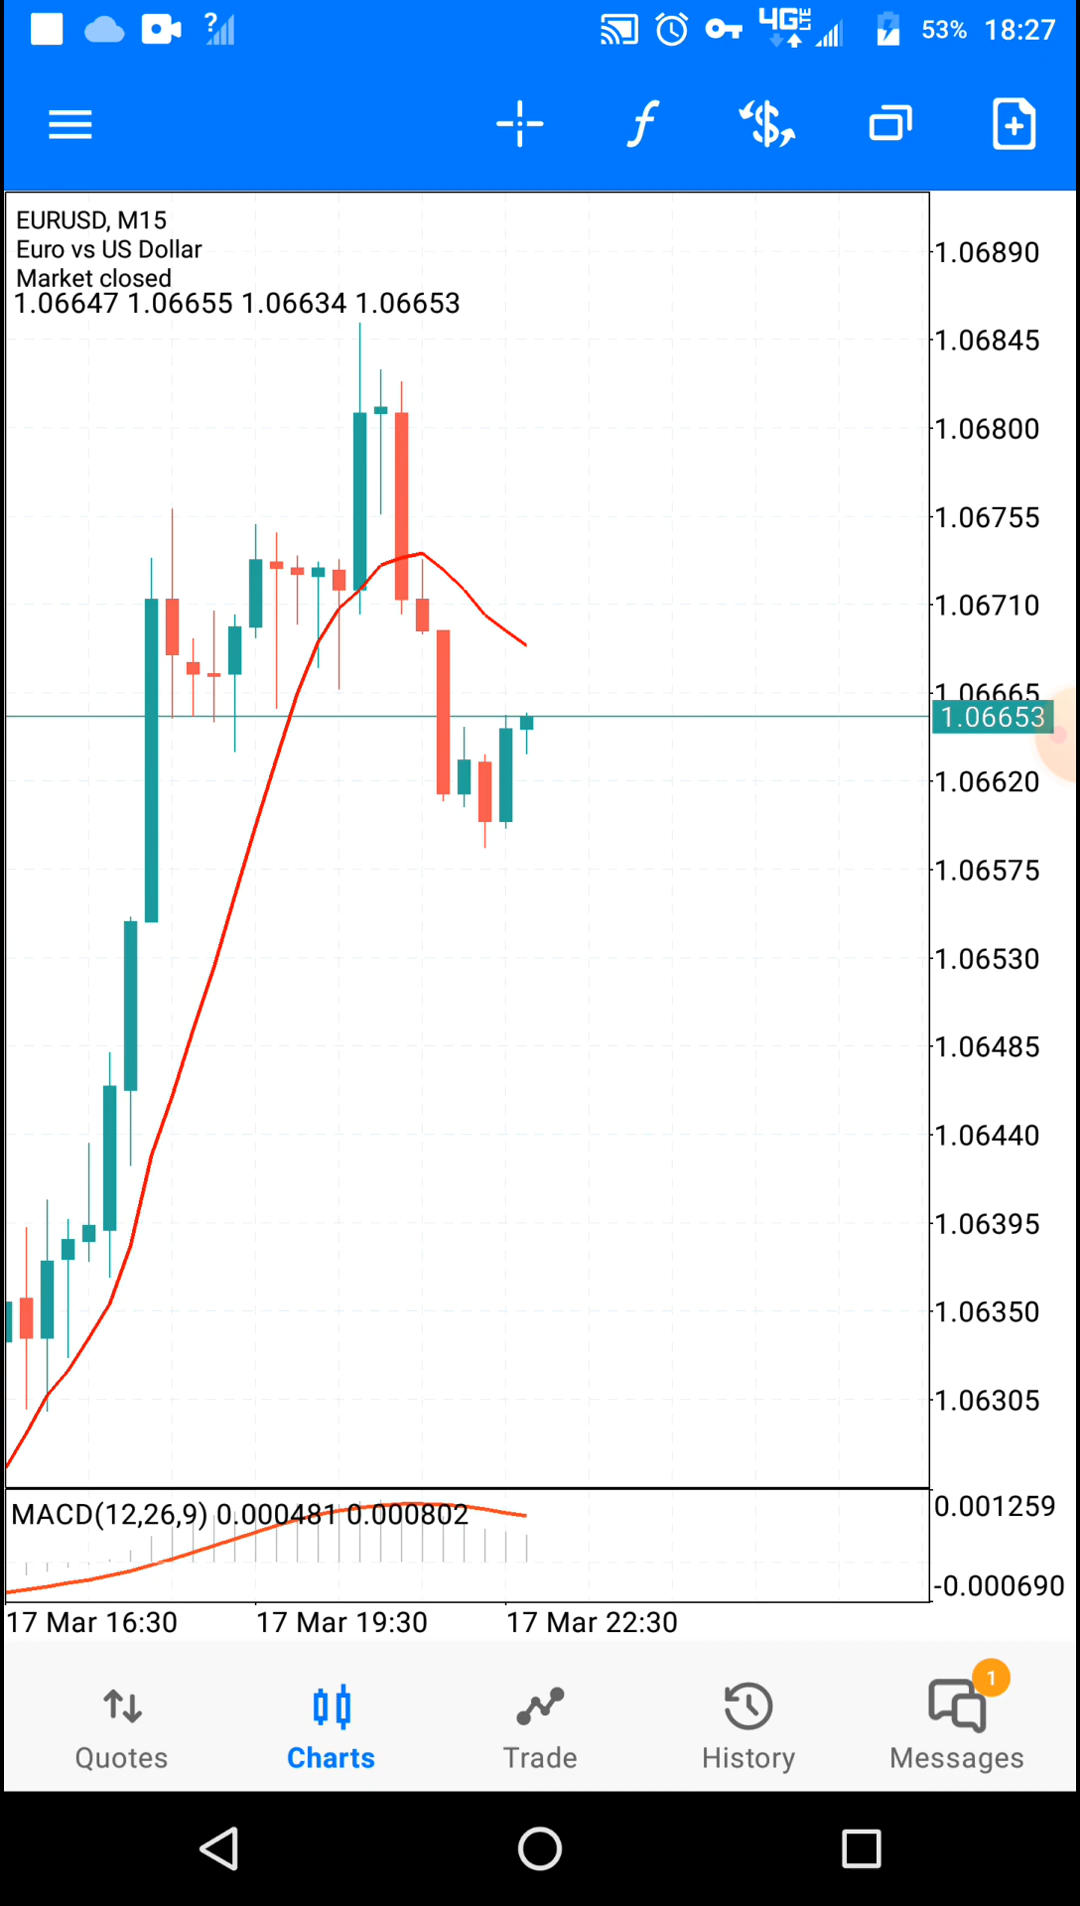 ? 4G LTE 53% 18:27
EURUSD, M15
Euro vs US Dollar
Market closed
1.06647 1.06655 1.06634 1.06653
1.06890
1.06845
1.06800
1.06755
1.06710
1.06665
1.06653
1.06620
1.06575
1.06530
1.06485
1.06440
1.06395
1.06350
1.06305
MACD(12,26,9) 0.000481 0.000802
0.001259
-0.000690
17 Mar 16:30 17 Mar 19:30 17 Mar 22:30
1
Quotes Charts Trade History Messages